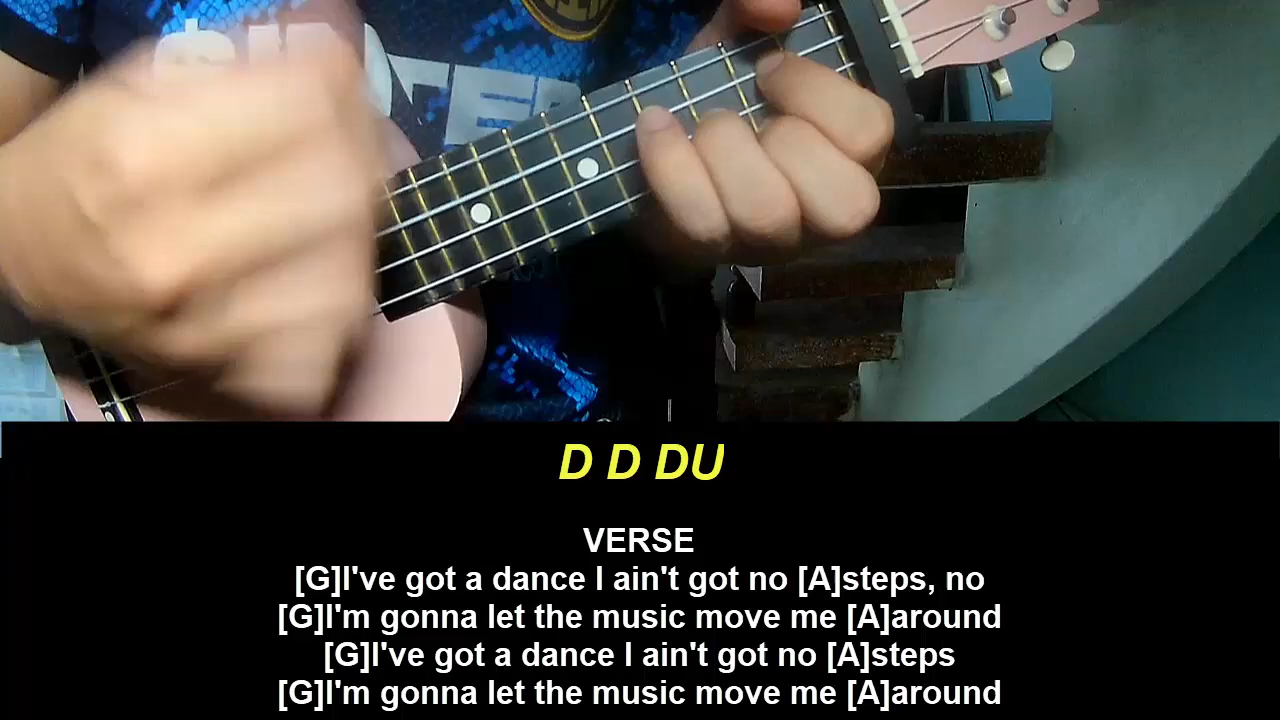 D D DU
VERSE
[G]I've got a dance I ain't got no [A]steps, no
[G]I'm gonna let the music move me [A]around
[G]I've got a dance I ain't got no [A]steps
[G]I'm gonna let the music move me [A]around